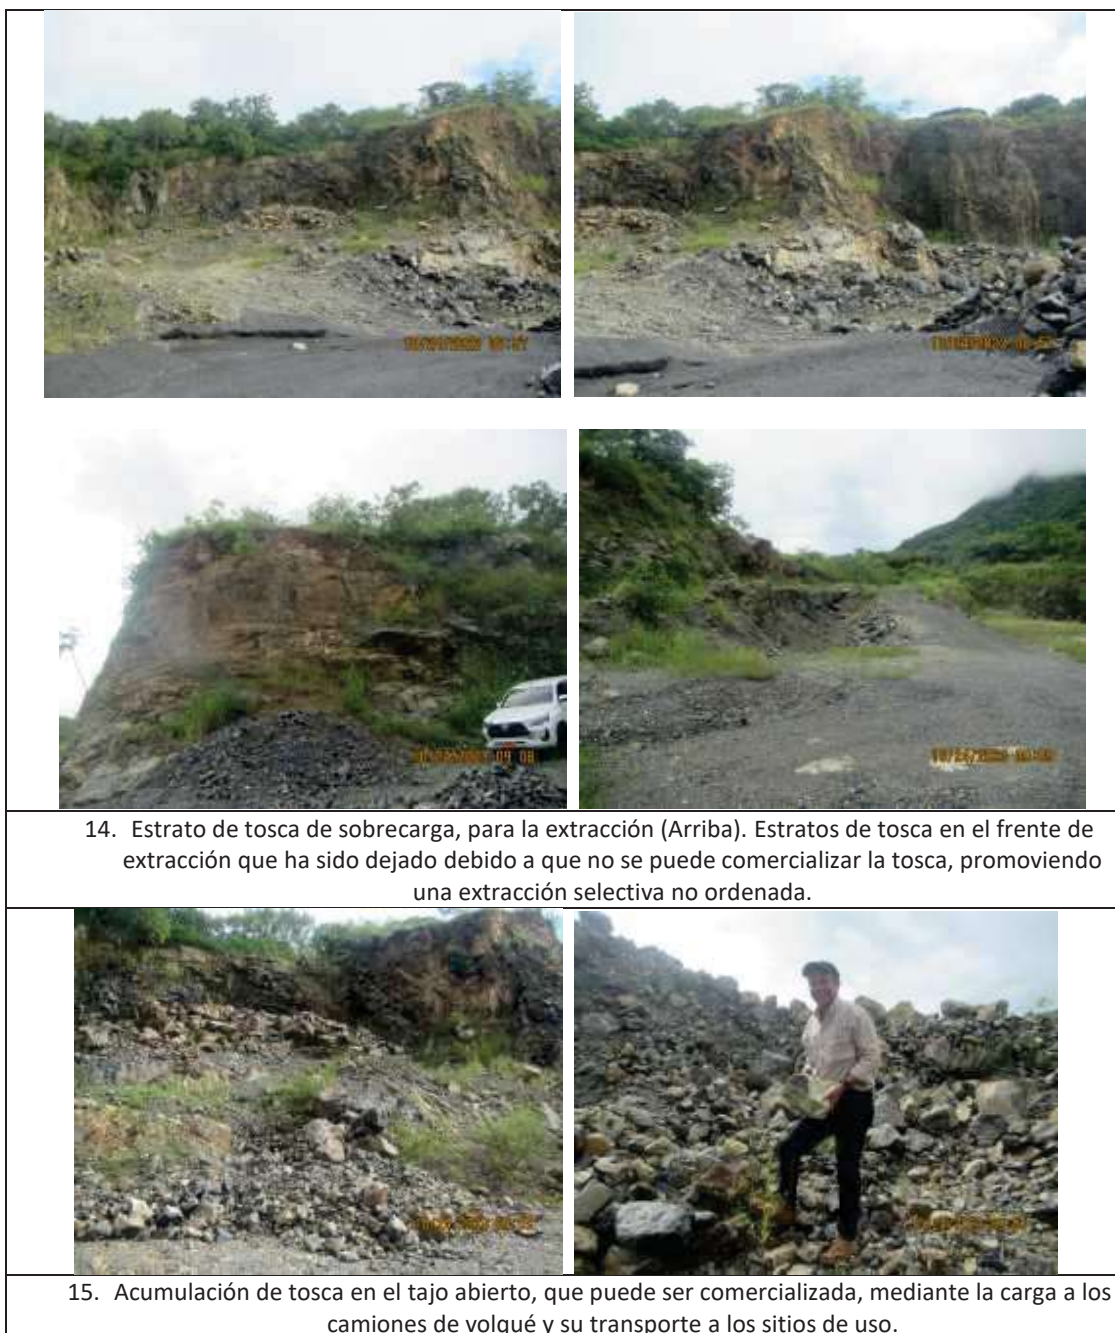 14. Estrato de tosca de sobrecarga, para la extracción (Arriba). Estratos de tosca en el frente de
extracción que ha sido dejado debido a que no se puede comercializar la tosca, promoviendo
una extracción selectiva no ordenada.
15. Acumulación de tosca en el tajo abierto, que puede ser comercializada, mediante la carga a los
camiones de volqué y su transporte a los sitios de uso.